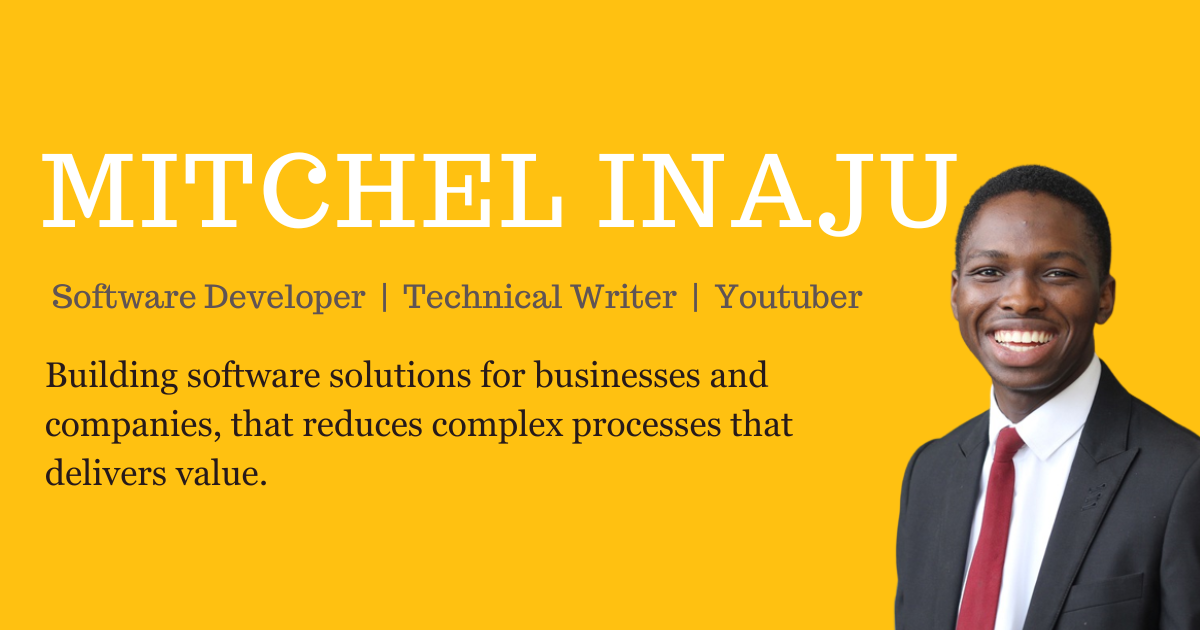 MITCHEL INAJU
Software Developer | Technical Writer | Youtuber
Building software solutions for businesses and
companies, that reduces complex processes that
delivers value.